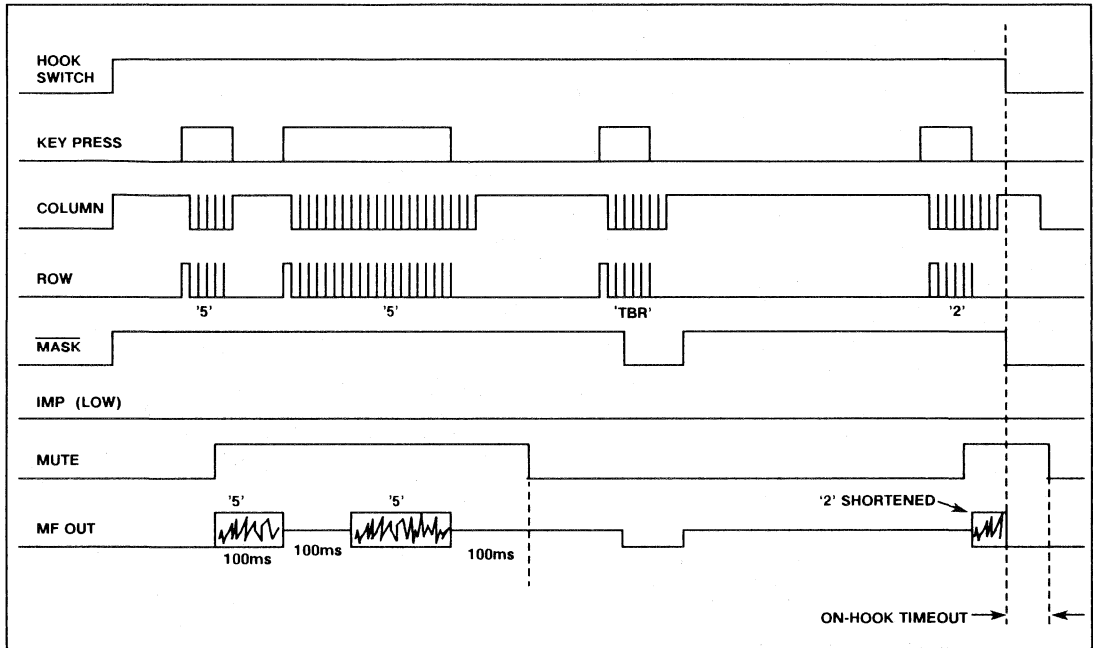 HOOK
SWITCH
KEY PRESS
COLUMN
ROW
'5'
'5'
'TBR'
'2'
MASK
IMP (LOW)
MUTE
MF OUT
'5'
'5'
'2' SHORTENED
100ms
100ms
100ms
ON-HOOK TIMEOUT